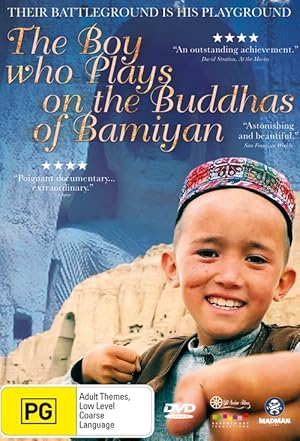 THEIR BATTLEGROUND IS HIS PLAYGROUND
★★★★
The Boy
who Plays
on the Buddhas
of Bamiyan
"An outstanding achievement."
David Stratton, At the Movies
"Astonishing
and beautiful."
San Francisco Weekly
★★★★
"Poignant documentary...
extraordinary."
PG
Adult Themes,
Low Level
Coarse
Language
DVD
VIDEO
MADMAN